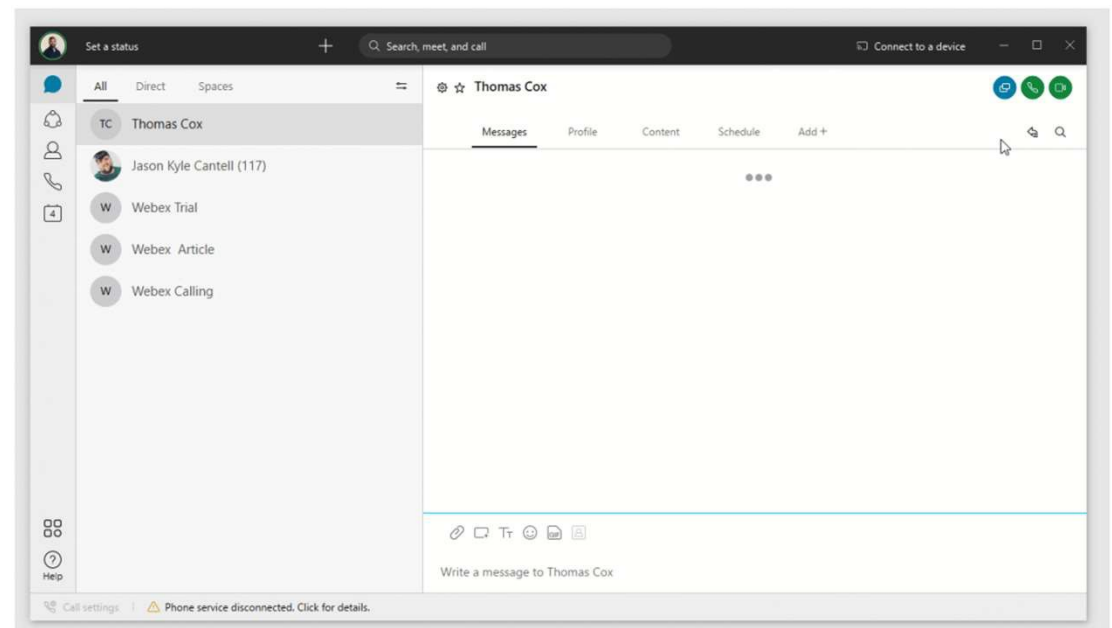 Set a status
Search, meet, and call
Connect to a device
All Direct Spaces
Thomas Cox
TC Thomas Cox
Messages Profile Content Schedule Add +
Jason Kyle Cantell (117)
4
W Webex Trial
W Webex Article
W Webex Calling
TT GIF
Help
Write a message to Thomas Cox
Call settings
Phone service disconnected. Click for details.